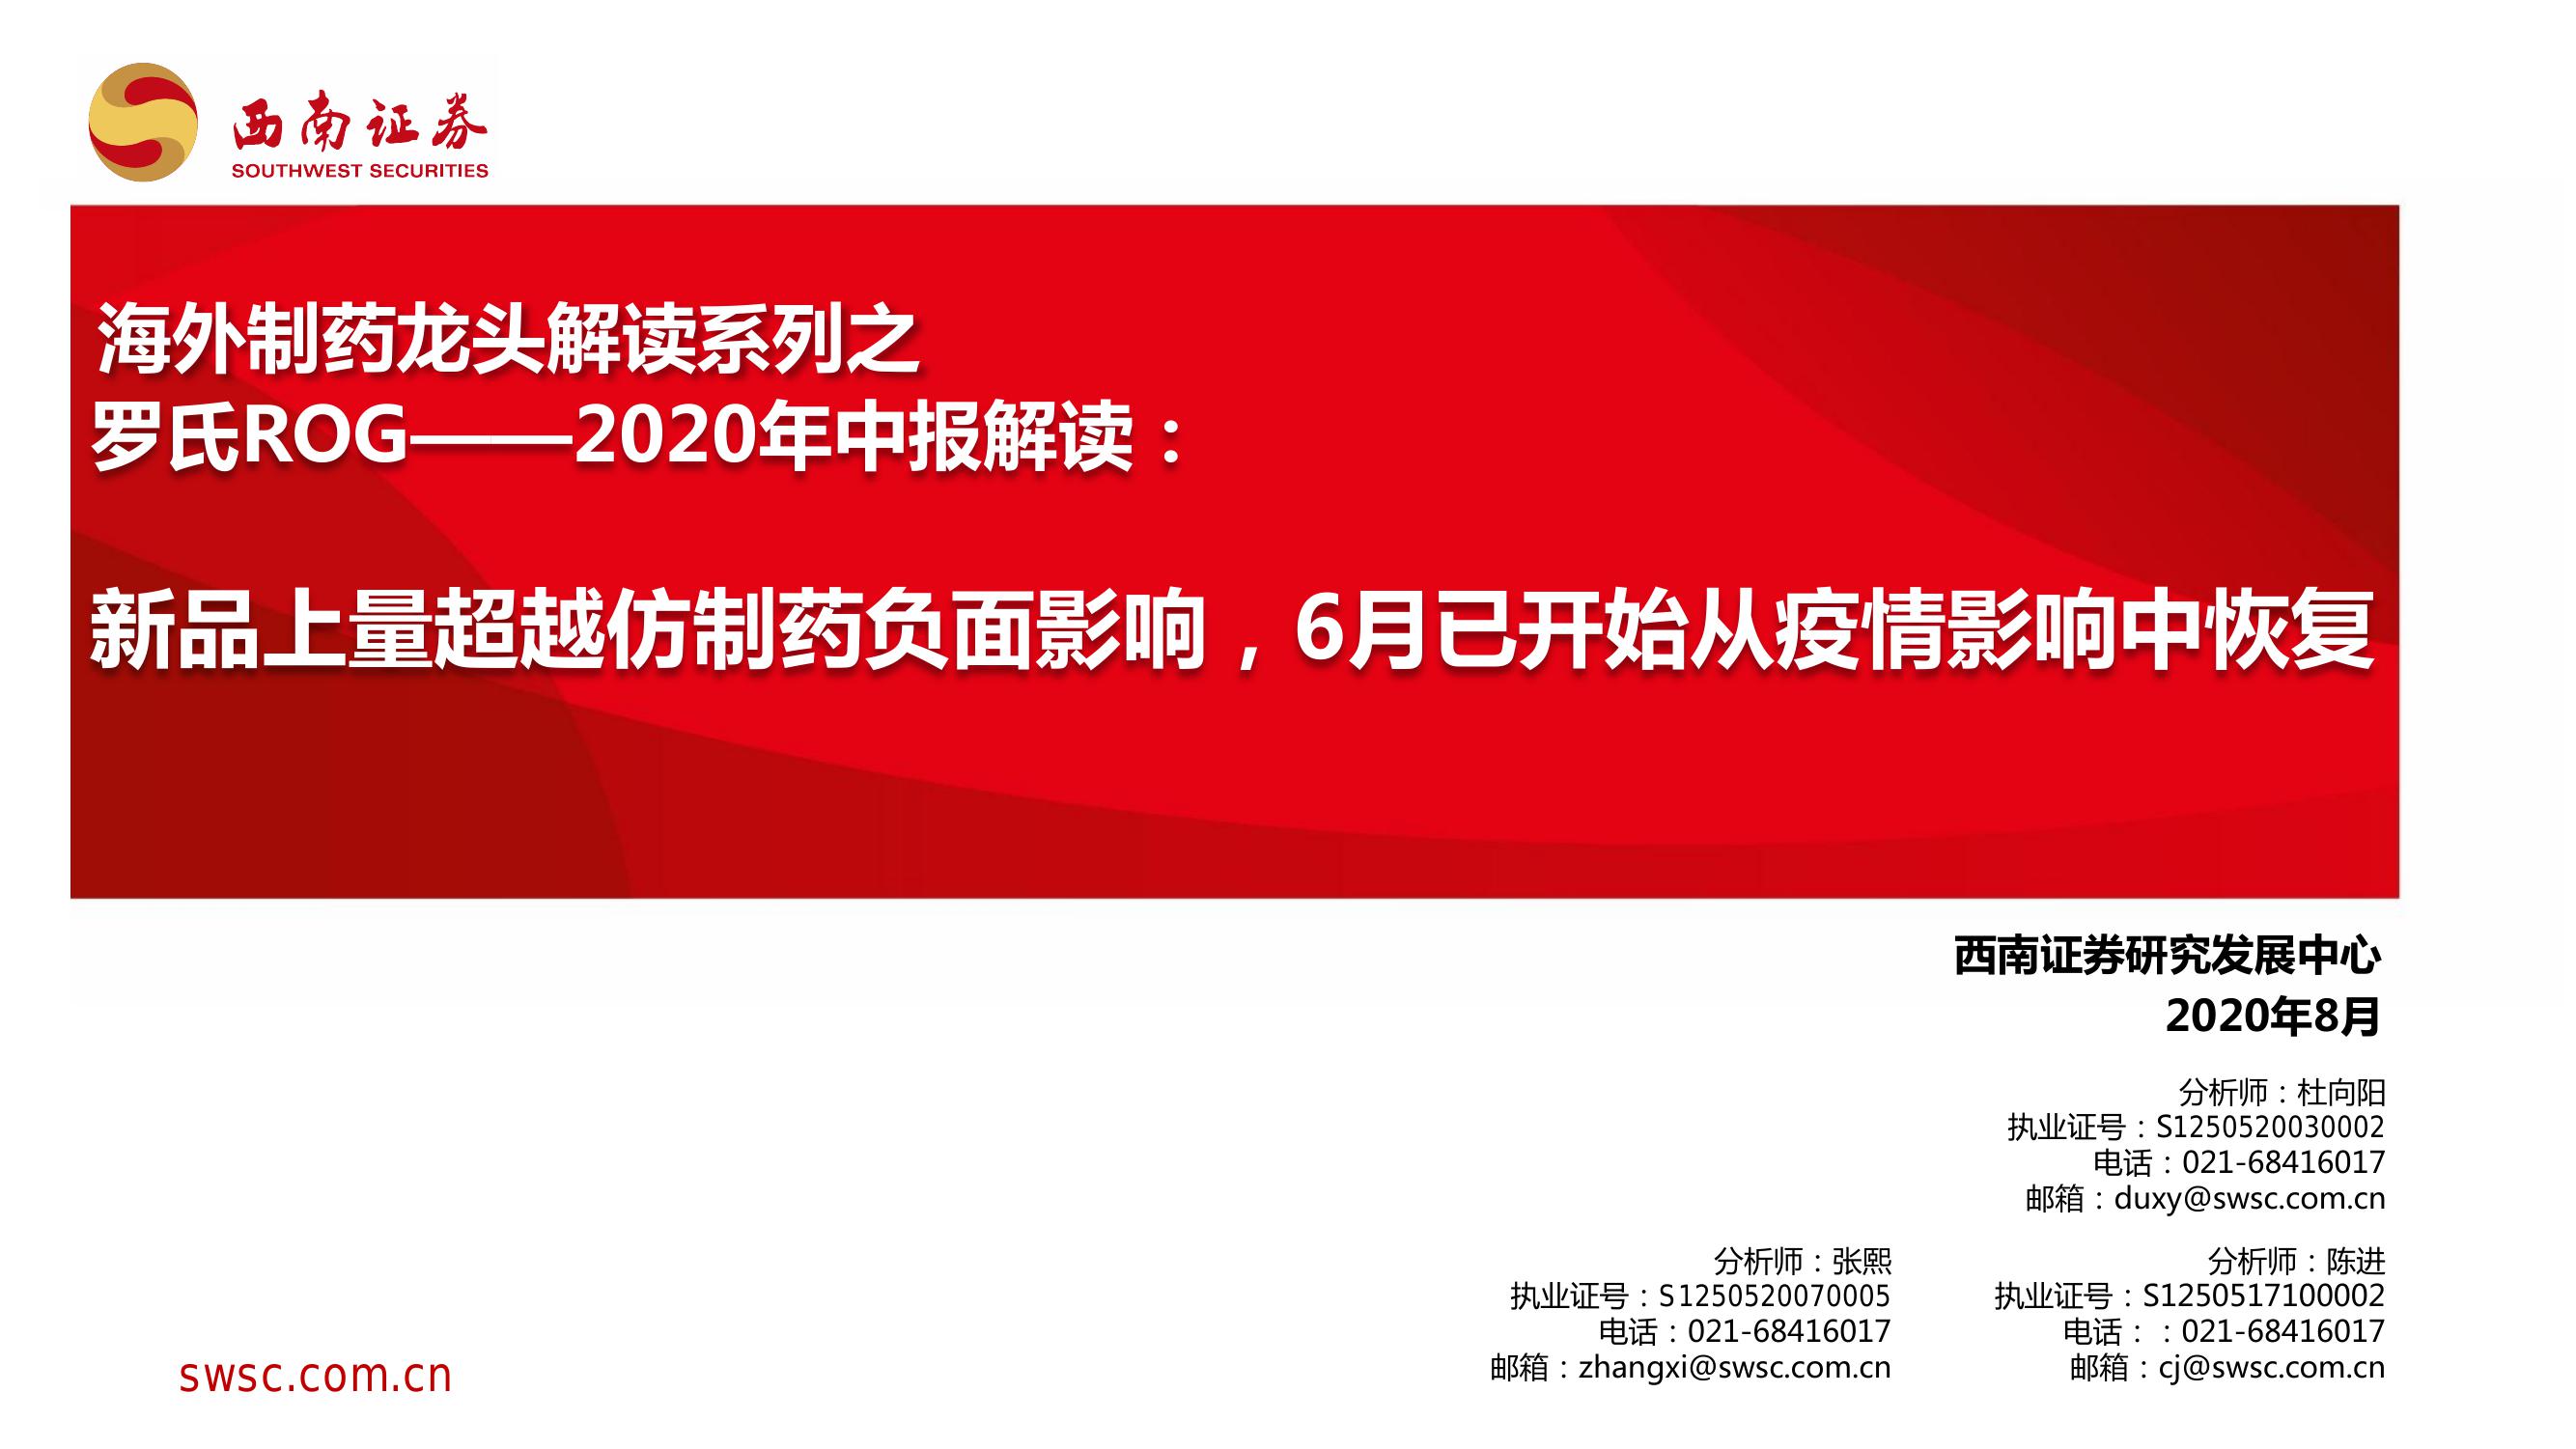 西南证券
SOUTHWEST SECURITIES
海外制药龙头解读系列之
罗氏ROG——2020年中报解读：
新品上量超越仿制药负面影响，6月已开始从疫情影响中恢复
西南证券研究发展中心
2020年8月
分析师：杜向阳
执业证号：S1250520030002
电话：021-68416017
邮箱：duxy@swsc.com.cn
分析师：张熙
执业证号：S1250520070005
电话：021-68416017
邮箱：zhangxi@swsc.com.cn
分析师：陈进
执业证号：S1250517100002
电话：：021-68416017
邮箱：cj@swsc.com.cn
swsc.com.cn